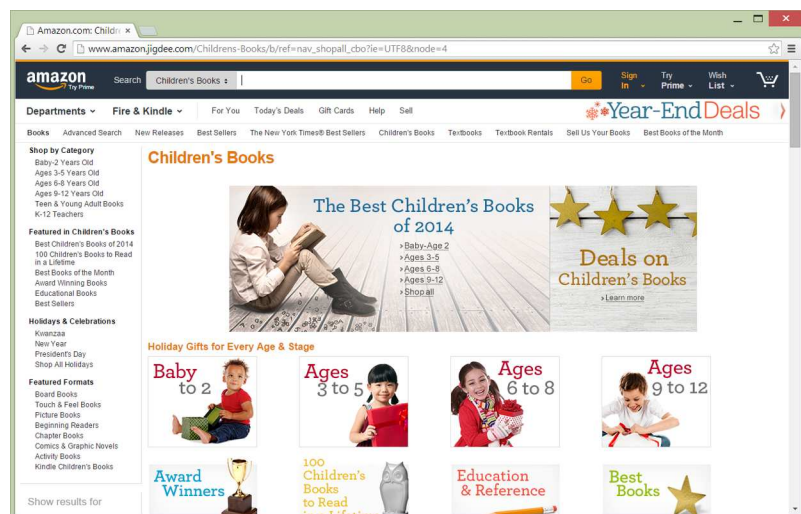 Amazon.com: Childre
www.amazon.jigdee.com/Childrens-Books/b/ref=nav_shopall_cbo?ie=UTF8&node=4
amazon
Try Prime
Search
Children's Books
Go
Sign In
Try Prime
Wish List
Departments
Fire & Kindle
For You Today's Deals Gift Cards Help Sell
Year-End Deals
Books Advanced Search New Releases Best Sellers The New York Times® Best Sellers Children's Books Textbooks Textbook Rentals Sell Us Your Books Best Books of the Month
Shop by Category
Baby-2 Years Old
Ages 3-5 Years Old
Ages 6-8 Years Old
Ages 9-12 Years Old
Teen & Young Adult Books
K-12 Teachers
Featured in Children's Books
Best Children's Books of 2014
100 Children's Books to Read
in a Lifetime
Best Books of the Month
Award Winning Books
Educational Books
Best Sellers
Holidays & Celebrations
Kwanzaa
New Year
President's Day
Shop All Holidays
Featured Formats
Board Books
Touch & Feel Books
Picture Books
Beginning Readers
Chapter Books
Comics & Graphic Novels
Activity Books
Kindle Children's Books
Show results for
Children's Books
The Best Children's Books
of 2014
›Baby-Age 2
›Ages 3-5
›Ages 6-8
›Ages 9-12
›Shop all
Deals on
Children's Books
›Learn more
Holiday Gifts for Every Age & Stage
Baby
to 2
Ages
3 to 5
Ages
6 to 8
Ages
9 to 12
Award
Winners
100
Children's
Books
to Read
in a Lifetime
Education
& Reference
Best
Books